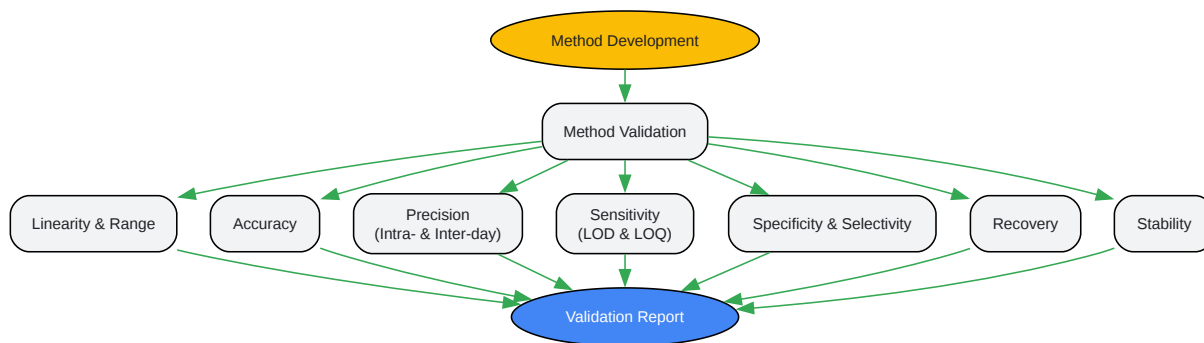 Method Development
Method Validation
Linearity & Range
Accuracy
Precision
(Intra- & Inter-day)
Sensitivity
(LOD & LOQ)
Specificity & Selectivity
Recovery
Stability
Validation Report